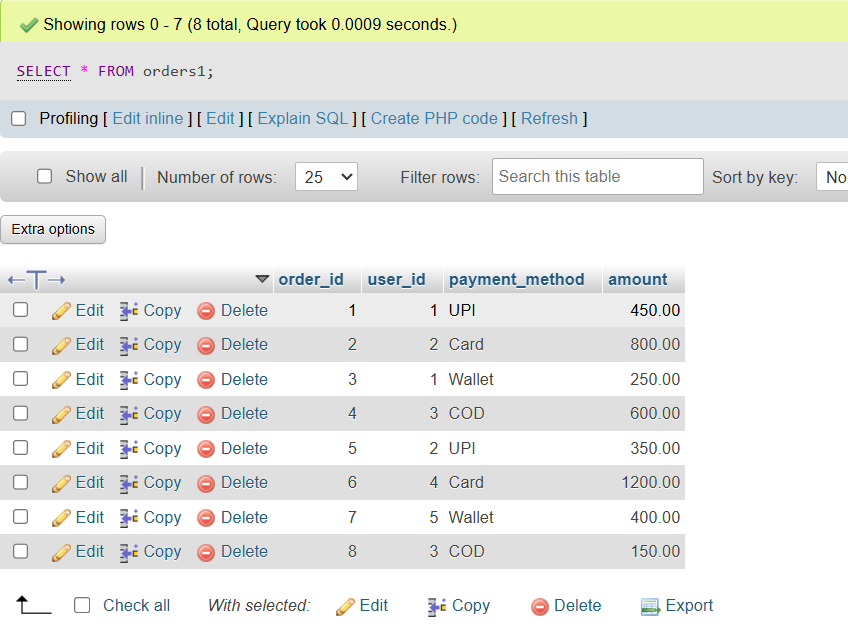 Showing rows 0 - 7 (8 total, Query took 0.0009 seconds.)
SELECT * FROM orders1;
Profiling [ Edit inline ] [ Edit ] [ Explain SQL ] [ Create PHP code ] [ Refresh ]
Show all Number of rows: 25 Filter rows: Search this table Sort by key: No
Extra options
←T→ order_id user_id payment_method amount
Edit Copy Delete 1 1 UPI 450.00
Edit Copy Delete 2 2 Card 800.00
Edit Copy Delete 3 1 Wallet 250.00
Edit Copy Delete 4 3 COD 600.00
Edit Copy Delete 5 2 UPI 350.00
Edit Copy Delete 6 4 Card 1200.00
Edit Copy Delete 7 5 Wallet 400.00
Edit Copy Delete 8 3 COD 150.00
Check all With selected: Edit Copy Delete Export